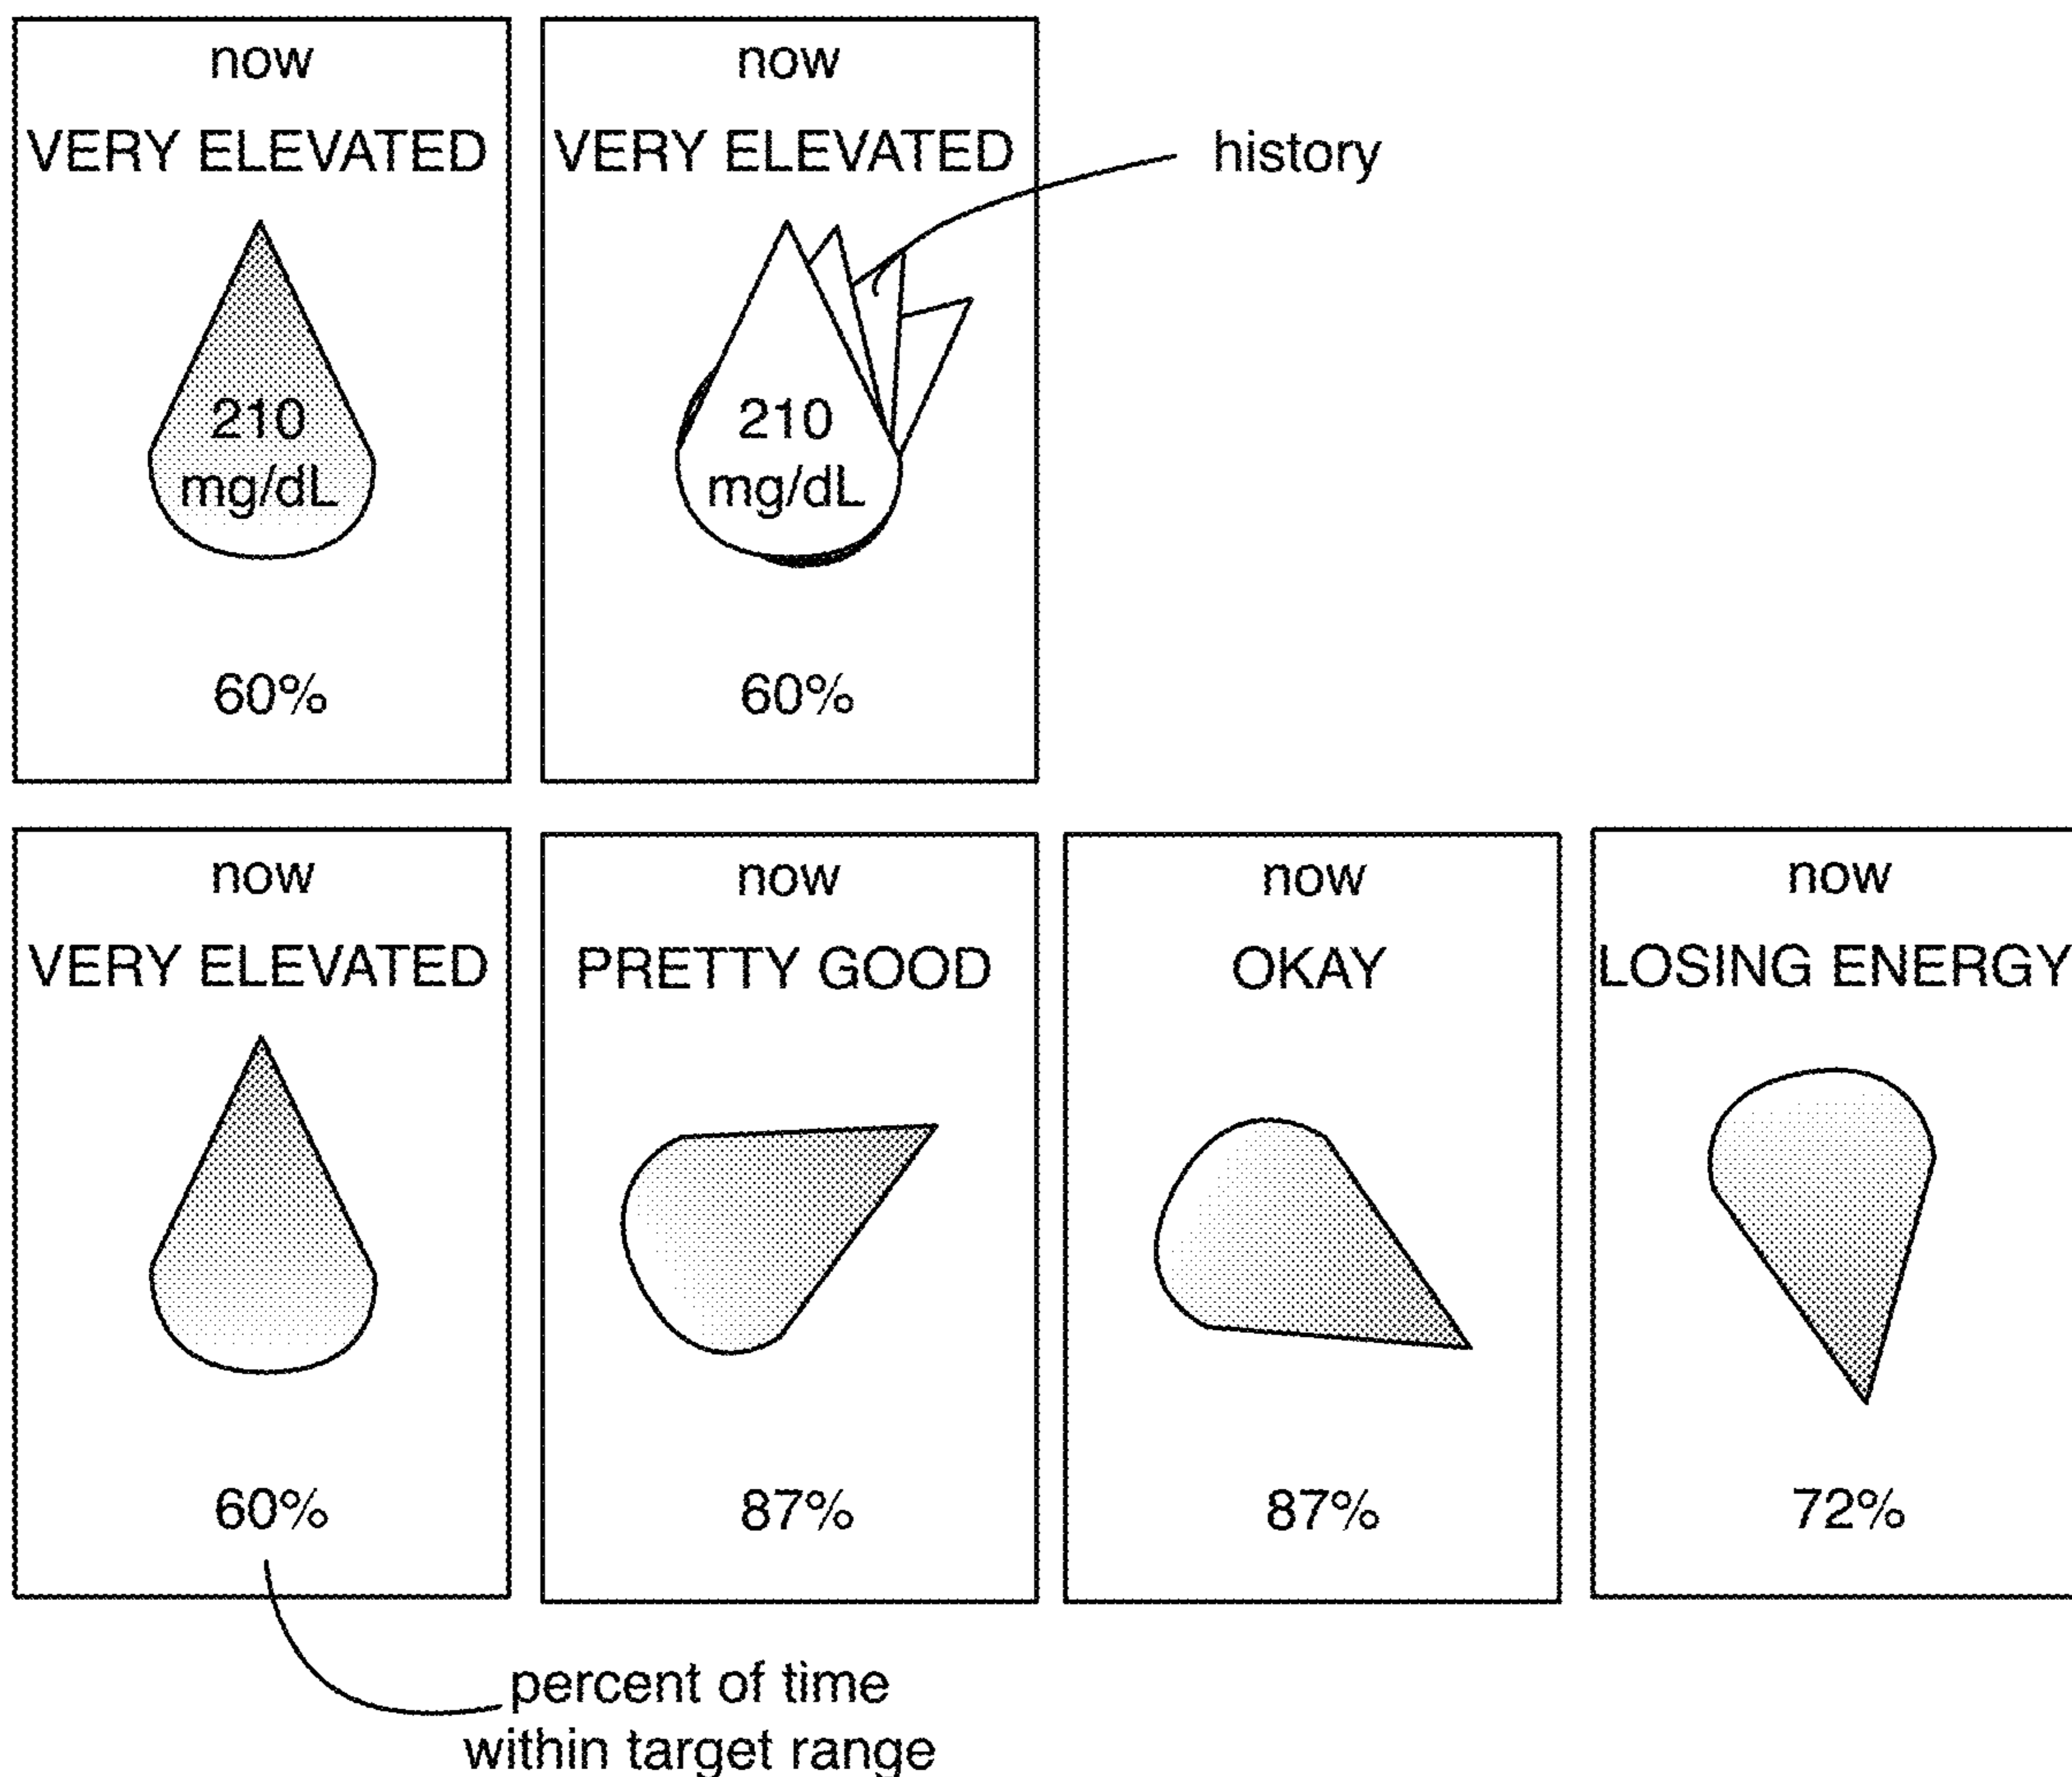 now
VERY ELEVATED
210
mg/dL
60%
now
VERY ELEVATED
history
210
mg/dL
60%
now
VERY ELEVATED
60%
percent of time
within target range
now
PRETTY GOOD
87%
now
OKAY
87%
now
LOSING ENERGY
72%